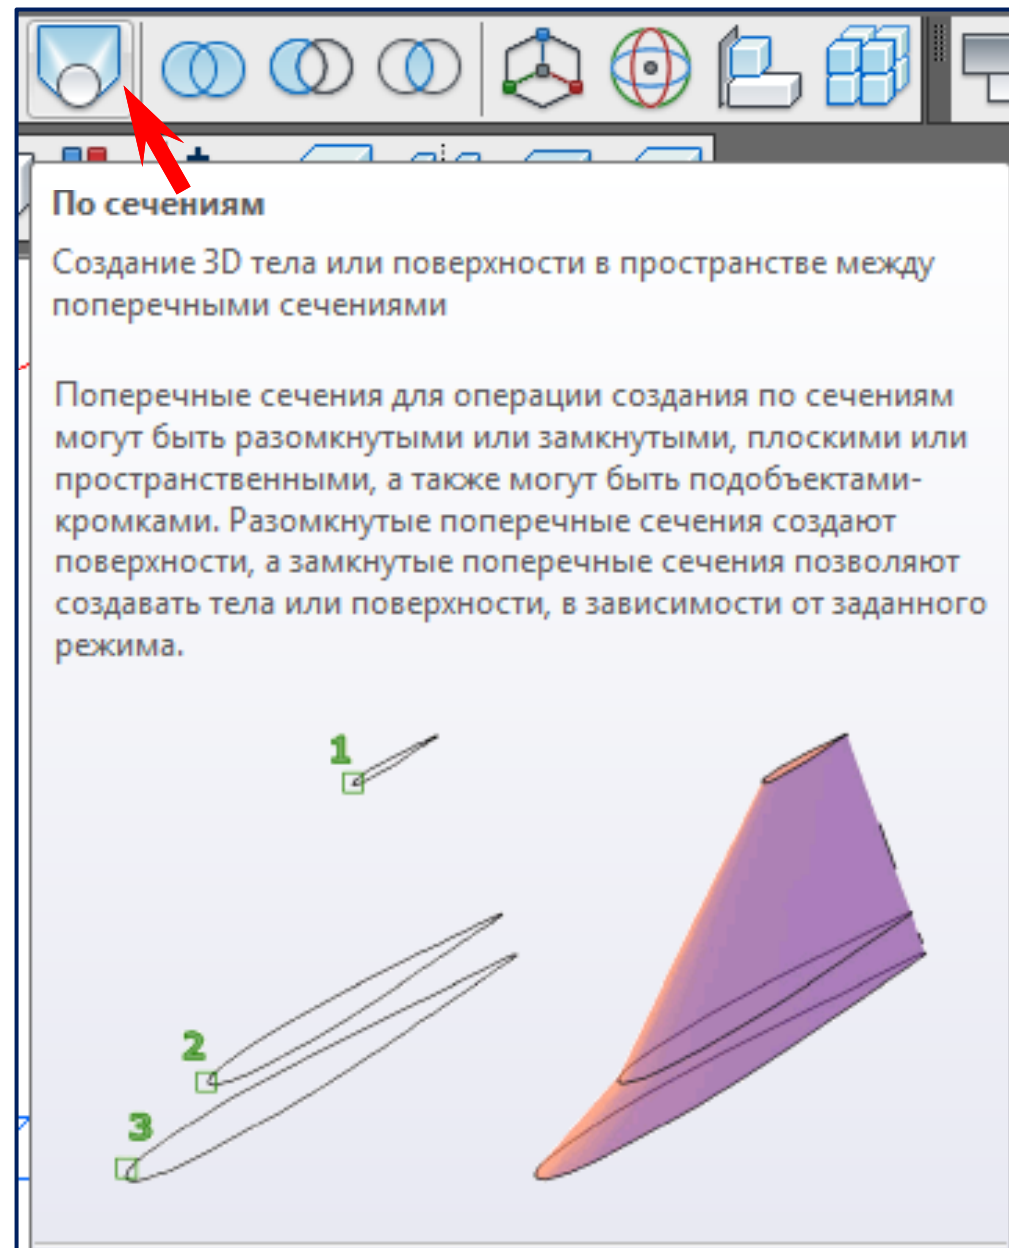 По сечениям
Создание 3D тела или поверхности в пространстве между
поперечными сечениями
Поперечные сечения для операции создания по сечениям
могут быть разомкнутыми или замкнутыми, плоскими или
пространственными, а также могут быть подобъектами-
кромками. Разомкнутые поперечные сечения создают
поверхности, а замкнутые поперечные сечения позволяют
создавать тела или поверхности, в зависимости от заданного
режима.
1
2
3